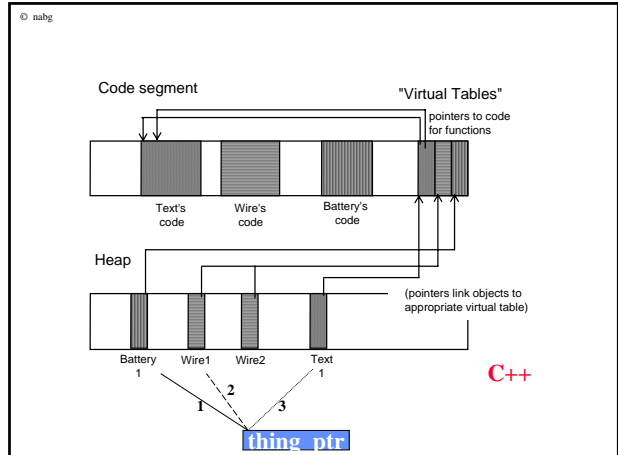 © nabg
Code segment
"Virtual Tables"
pointers to code
for functions
Text's
code
Wire's
code
Battery's
code
Heap
(pointers link objects to
appropriate virtual table)
Battery
1
Wire1
Wire2
Text
1
C++
1
2
3
thing_ptr